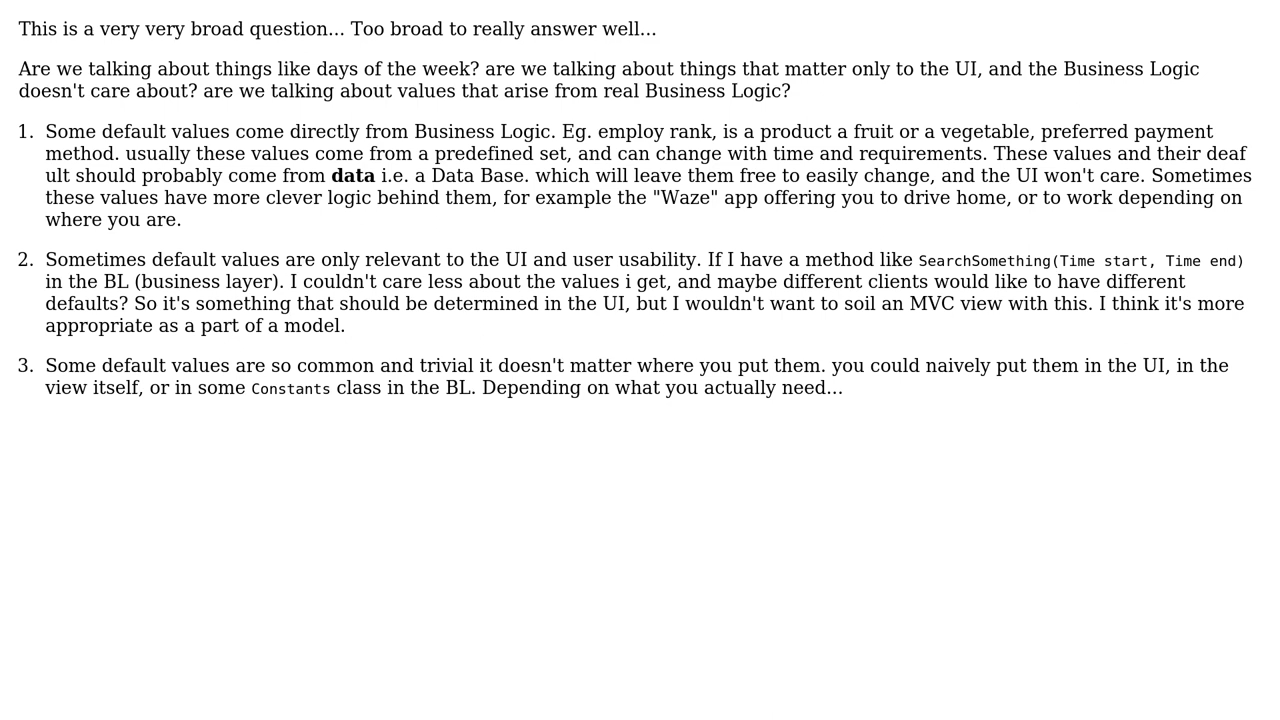 This is a very very broad question... Too broad to really answer well...
Are we talking about things like days of the week? are we talking about things that matter only to the UI, and the Business Logic
doesn't care about? are we talking about values that arise from real Business Logic?
1. Some default values come directly from Business Logic. Eg. employ rank, is a product a fruit or a vegetable, preferred payment
method. usually these values come from a predefined set, and can change with time and requirements. These values and their deaf
ult should probably come from data i.e. a Data Base. which will leave them free to easily change, and the UI won't care. Sometimes
these values have more clever logic behind them, for example the "Waze" app offering you to drive home, or to work depending on
where you are.
2. Sometimes default values are only relevant to the UI and user usability. If I have a method like SearchSomething(Time start, Time end)
in the BL (business layer). I couldn't care less about the values i get, and maybe different clients would like to have different
defaults? So it's something that should be determined in the UI, but I wouldn't want to soil an MVC view with this. I think it's more
appropriate as a part of a model.
3. Some default values are so common and trivial it doesn't matter where you put them. you could naively put them in the UI, in the
view itself, or in some Constants class in the BL. Depending on what you actually need...